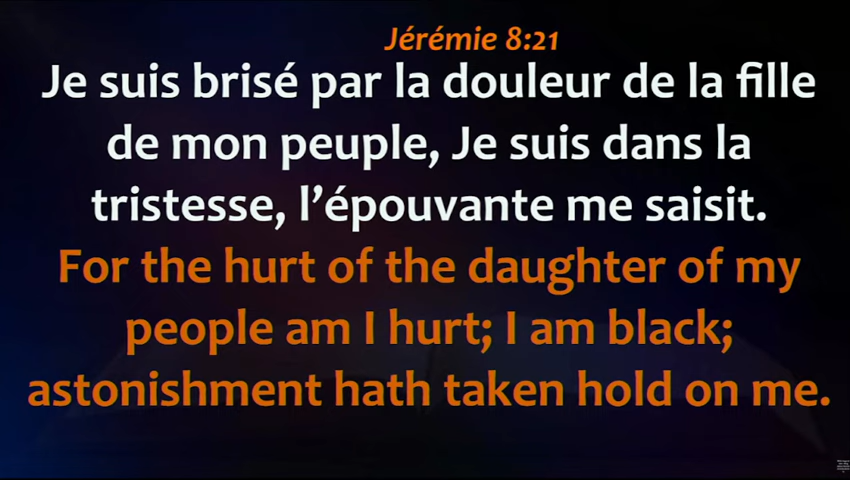 Jérémie 8:21
Je suis brisé par la douleur de la fille
de mon peuple, Je suis dans la
tristesse, l’épouvante me saisit.
For the hurt of the daughter of my
people am I hurt; I am black;
astonishment hath taken hold on me.